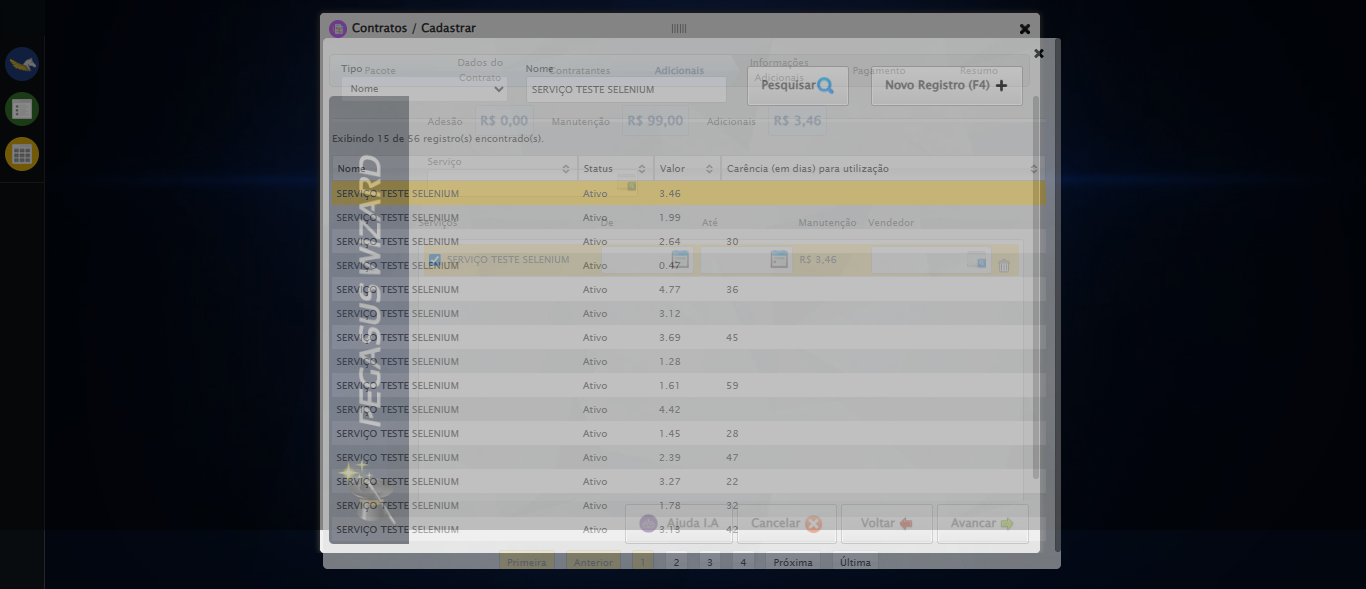 Contratos / Cadastrar
Tipo
Nome
Pacote
Dados do Contrato
Contratantes
Adicionais
Informações Adicionais
Pagamento
Resumo
Nome
SERVIÇO TESTE SELENIUM
Pesquisar
Novo Registro (F4)
Adesão R$ 0,00 Manutenção R$ 99,00 Adicionais R$ 3,46
Exibindo 15 de 56 registro(s) encontrado(s).
Serviço
Nome Status Valor Carência (em dias) para utilização
SERVIÇO TESTE SELENIUM Ativo 3.46
SERVIÇO TESTE SELENIUM Ativo 1.99
Serviços De Até Manutenção Vendedor
SERVIÇO TESTE SELENIUM Ativo 2.64 30
SERVIÇO TESTE SELENIUM R$ 3,46
SERVIÇO TESTE SELENIUM Ativo 0.47
SERVIÇO TESTE SELENIUM Ativo 4.77 36
SERVIÇO TESTE SELENIUM Ativo 3.12
SERVIÇO TESTE SELENIUM Ativo 3.69 45
SERVIÇO TESTE SELENIUM Ativo 1.28
SERVIÇO TESTE SELENIUM Ativo 1.61 59
SERVIÇO TESTE SELENIUM Ativo 4.42
SERVIÇO TESTE SELENIUM Ativo 1.45 28
SERVIÇO TESTE SELENIUM Ativo 2.39 47
SERVIÇO TESTE SELENIUM Ativo 3.27 22
SERVIÇO TESTE SELENIUM Ativo 1.78 32
SERVIÇO TESTE SELENIUM Ativo 3.13 42
PEGASUS WIZARD
Ajuda I.A Cancelar Voltar Avançar
Primeira Anterior 1 2 3 4 Próxima Última